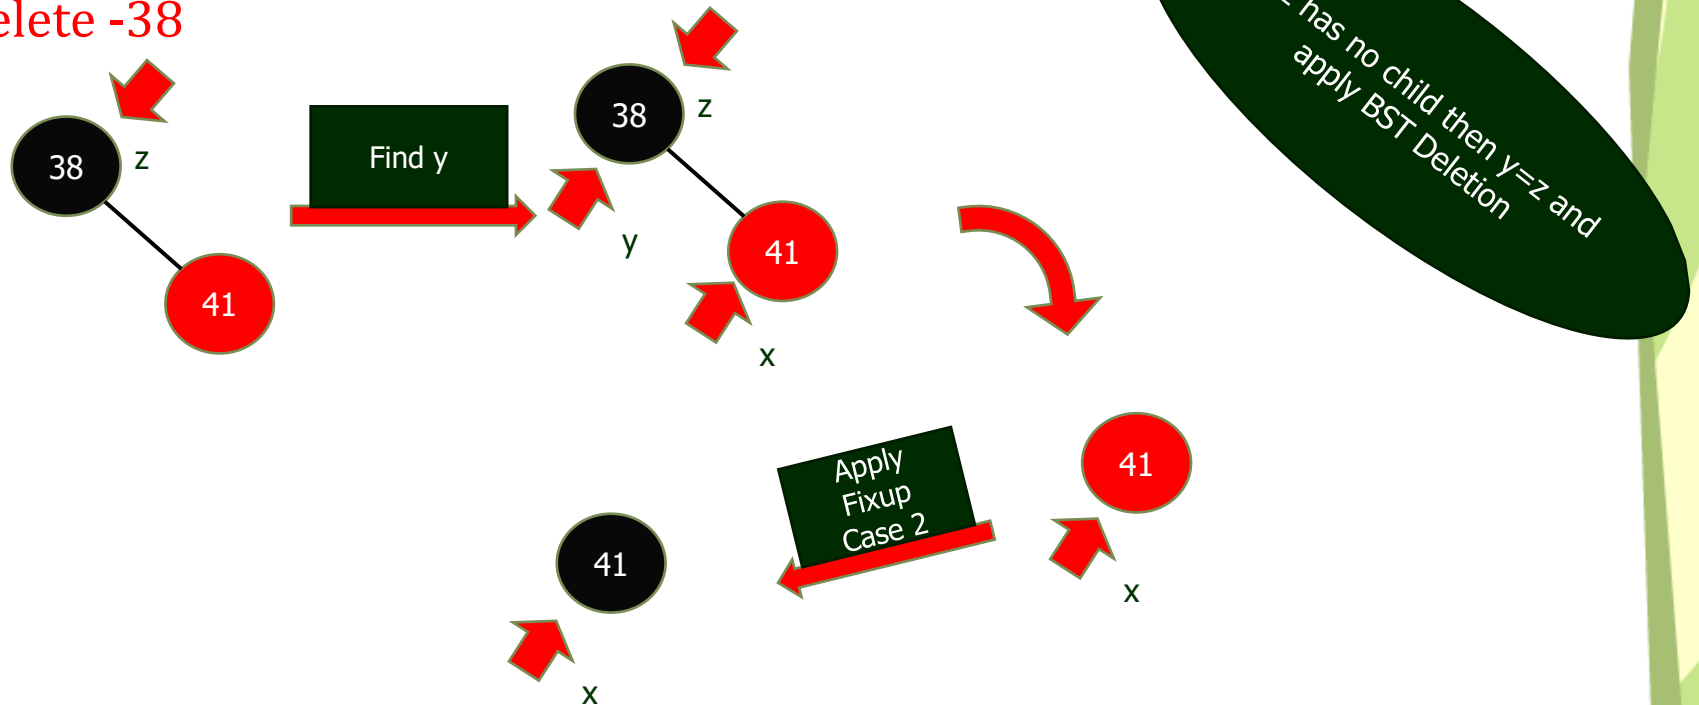 elete -38
has no child then y=z and
apply BST Deletion
38
z
41
Find y
38
z
y
41
x
41
x
Apply
Fixup
Case 2
41
x